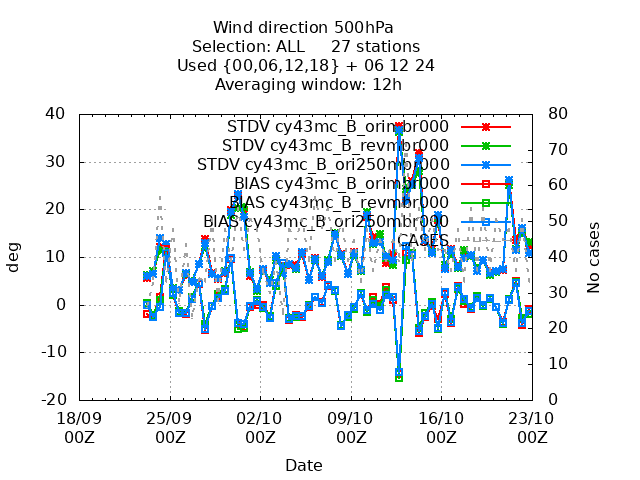 Wind direction 500hPa
Selection: ALL 27 stations
Used {00,06,12,18} + 06 12 24
Averaging window: 12h
STDV cy43mc_B_orimbr000
STDV cy43mc_B_revmbr000
STDV cy43mc_B_ori250mbr000
BIAS cy43mc_B_orimbr000
BIAS cy43mc_B_revmbr000
BIAS cy43mc_B_ori250mbr000
CASES
40
30
20
10
0
-10
-20
deg
80
70
60
50
40
30
20
10
0
No cases
18/09 25/09 02/10 09/10 16/10 23/10
00Z 00Z 00Z 00Z 00Z 00Z
Date